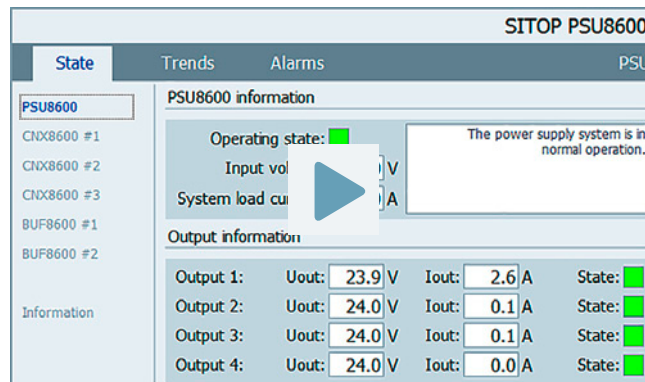 SITOP PSU8600
State Trends Alarms PSU
PSU8600
CNX8600 #1
CNX8600 #2
CNX8600 #3
BUF8600 #1
BUF8600 #2
Information
PSU8600 information
Operating state:
The power supply system is in
normal operation.
Input V
System load A
Output information
Output 1: Uout: 23.9 V Iout: 2.6 A State:
Output 2: Uout: 24.0 V Iout: 0.1 A State:
Output 3: Uout: 24.0 V Iout: 0.1 A State:
Output 4: Uout: 24.0 V Iout: 0.0 A State: